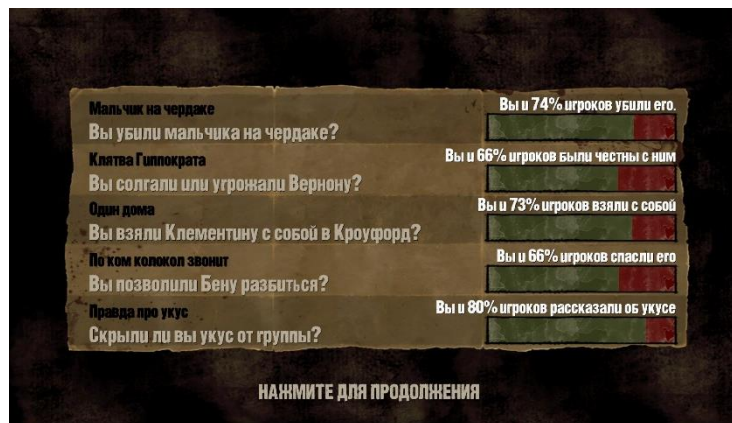 Мальчик на чердаке
Вы и 74% игроков убили его.
Вы убили мальчика на чердаке?
Клятва Гиппократа
Вы и 66% игроков были честны с ним
Вы солгали или угрожали Вернону?
Один дома
Вы и 73% игроков взяли с собой
Вы взяли Клементину с собой в Кроуфорд?
По ком колокол звонит
Вы и 66% игроков спасли его
Вы позволили Бену разбиться?
Правда про укус
Вы и 80% игроков рассказали об укусе
Скрыли ли вы укус от группы?
НАЖМИТЕ ДЛЯ ПРОДОЛЖЕНИЯ